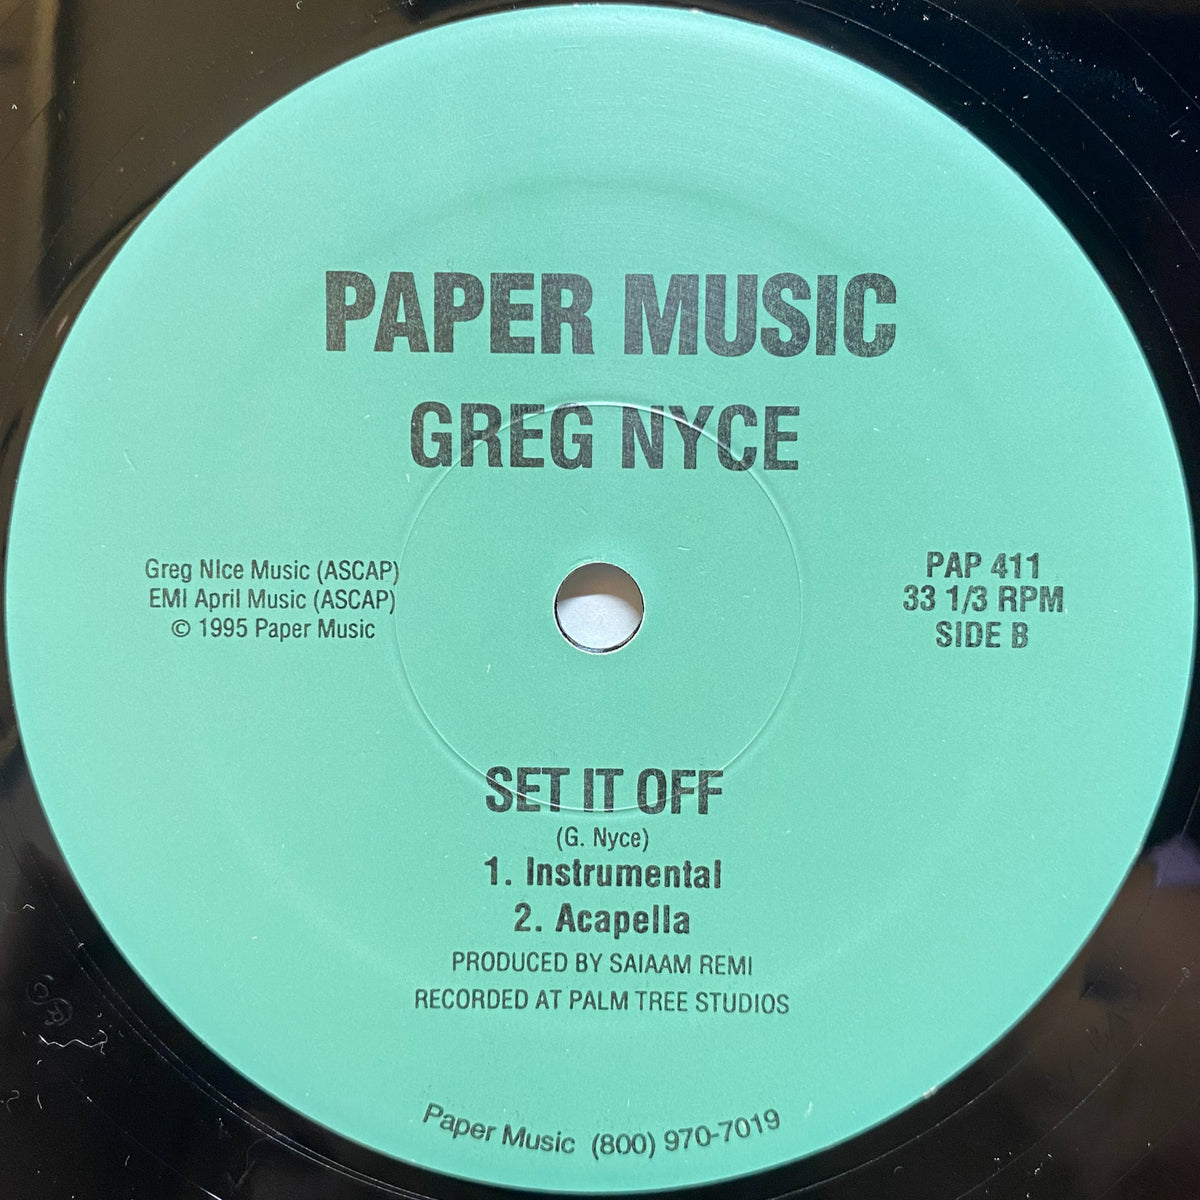 PAPER MUSIC
GREG NYCE
Greg NIce Music (ASCAP)
EMI April Music (ASCAP)
© 1995 Paper Music
PAP 411
33 1/3 RPM
SIDE B
SET IT OFF
(G. Nyce)
1. Instrumental
2. Acapella
PRODUCED BY SAIAAM REMI
RECORDED AT PALM TREE STUDIOS
Paper Music (800) 970-7019